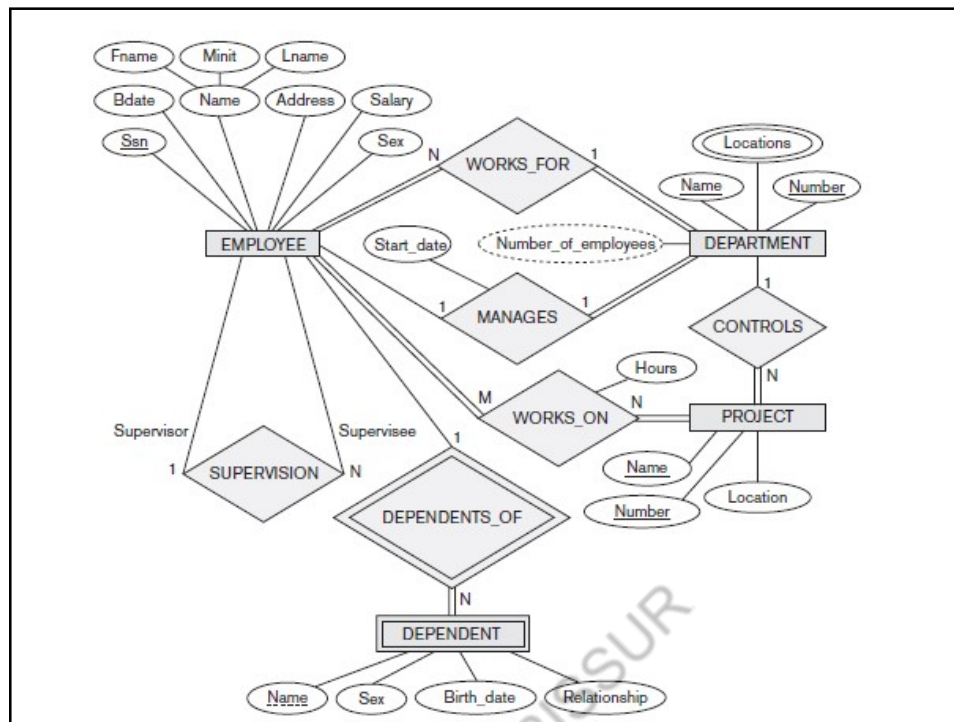 Fname Minit Lname
Bdate Name Address Salary
Ssn Sex
N WORKS_FOR 1
Locations
Name Number
EMPLOYEE Start_date Number_of_employees DEPARTMENT
1 MANAGES 1
1
CONTROLS
N
Hours
M WORKS_ON N PROJECT
Supervisor Supervisee
1 SUPERVISION N
1
Name
Number Location
DEPENDENTS_OF
N
DEPENDENT
Name Sex Birth_date Relationship
RISSUR